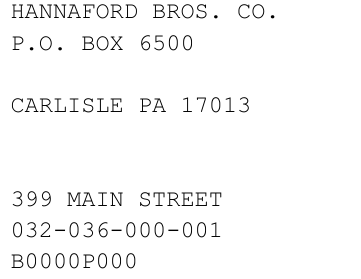 HANNAFORD BROS. CO.
P.O. BOX 6500
CARLISLE PA 17013
399 MAIN STREET
032-036-000-001
B0000P000